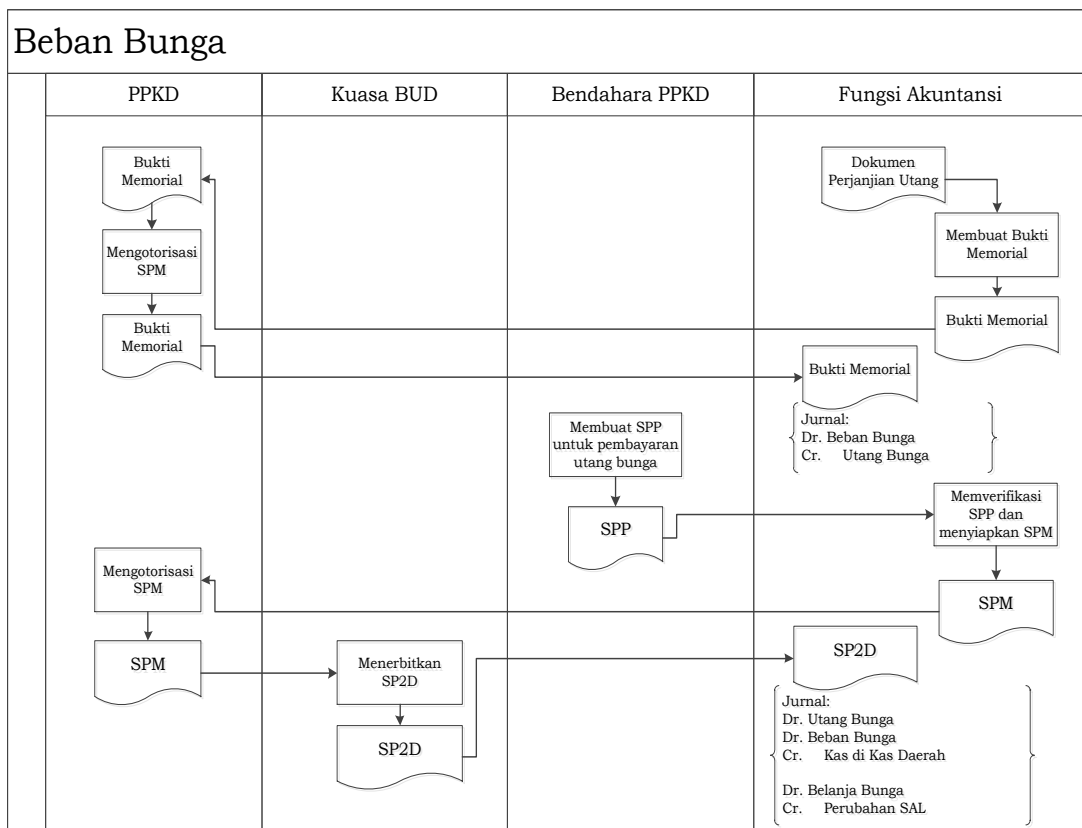 Beban Bunga
PPKD
Kuasa BUD
Bendahara PPKD
Fungsi Akuntansi
Bukti
Memorial
Dokumen
Perjanjian Utang
Mengotorisasi
SPM
Membuat Bukti
Memorial
Bukti
Memorial
Bukti Memorial
Bukti Memorial
Jurnal:
Dr. Beban Bunga
Cr. Utang Bunga
Membuat SPP
untuk pembayaran
utang bunga
SPP
Memverifikasi
SPP dan
menyiapkan SPM
SPM
Mengotorisasi
SPM
SPM
Menerbitkan
SP2D
SP2D
SP2D
Jurnal:
Dr. Utang Bunga
Dr. Beban Bunga
Cr. Kas di Kas Daerah
Dr. Belanja Bunga
Cr. Perubahan SAL